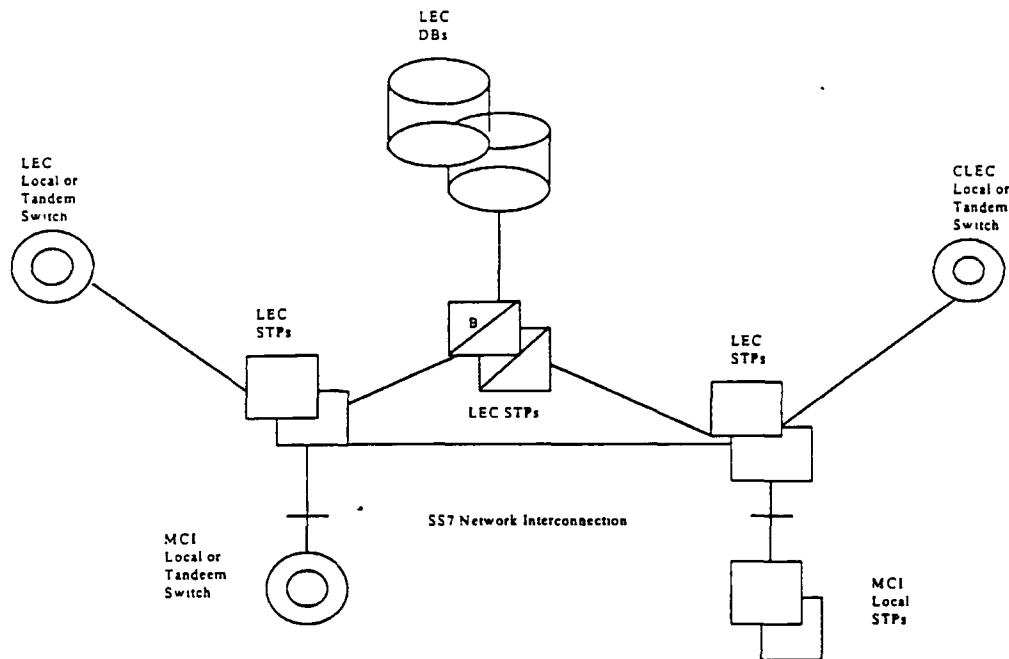 LEC
DBs
LEC
Local or
Tandem
Switch
CLEC
Local or
Tandem
Switch
LEC
STPs
B
LEC
STPs
LEC STPs
SS7 Network Interconnection
MCI
Local or
Tandeem
Switch
MCI
Local
STPs